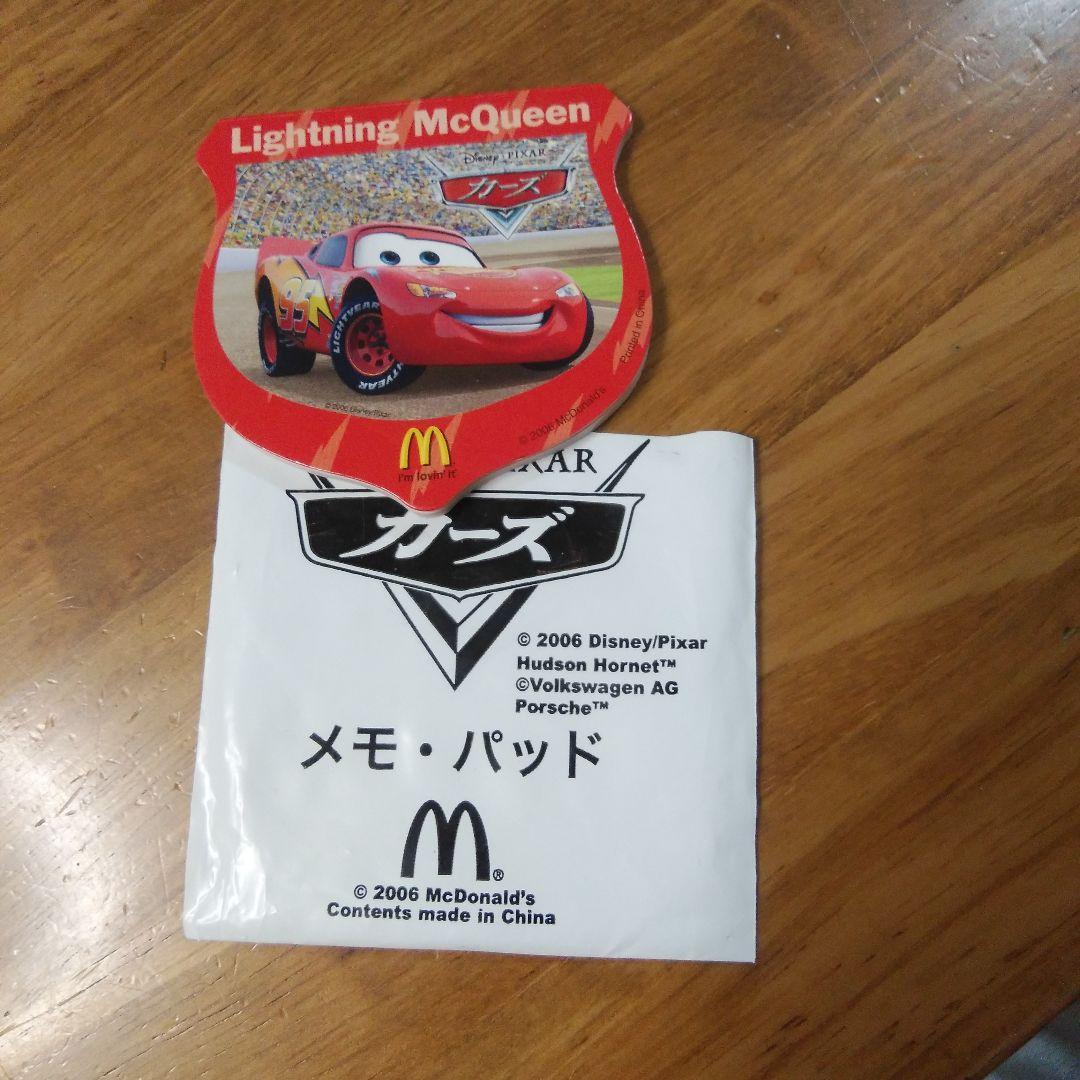 Lightning McQueen
Disney PIXAR
カーズ
95
LIGHTYEAR
HTYEAR
© 2006 Disney/Pixar
Printed in China
© 2006 McDonald's
i'm lovin' it
XAR
カーズ
© 2006 Disney/Pixar
Hudson Hornet™
©Volkswagen AG
Porsche™
メモ・パッド
®
© 2006 McDonald's
Contents made in China